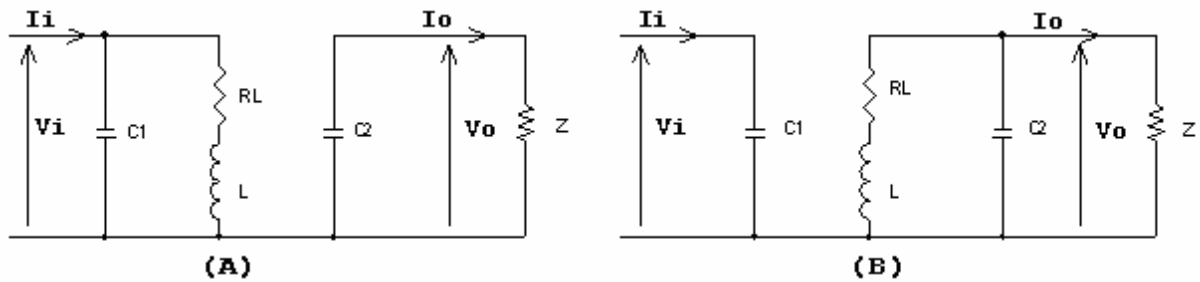 Ii Io Ii Io
RL RL
Vi C1 C2 Vo Z Vi C1 C2 Vo Z
L L
(A) (B)